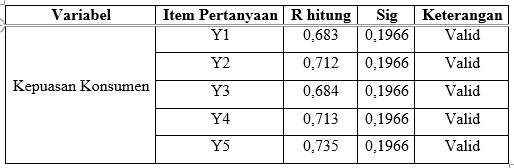 Variabel Item Pertanyaan R hitung Sig Keterangan
Kepuasan Konsumen Y1 0,683 0,1966 Valid
Y2 0,712 0,1966 Valid
Y3 0,684 0,1966 Valid
Y4 0,713 0,1966 Valid
Y5 0,735 0,1966 Valid